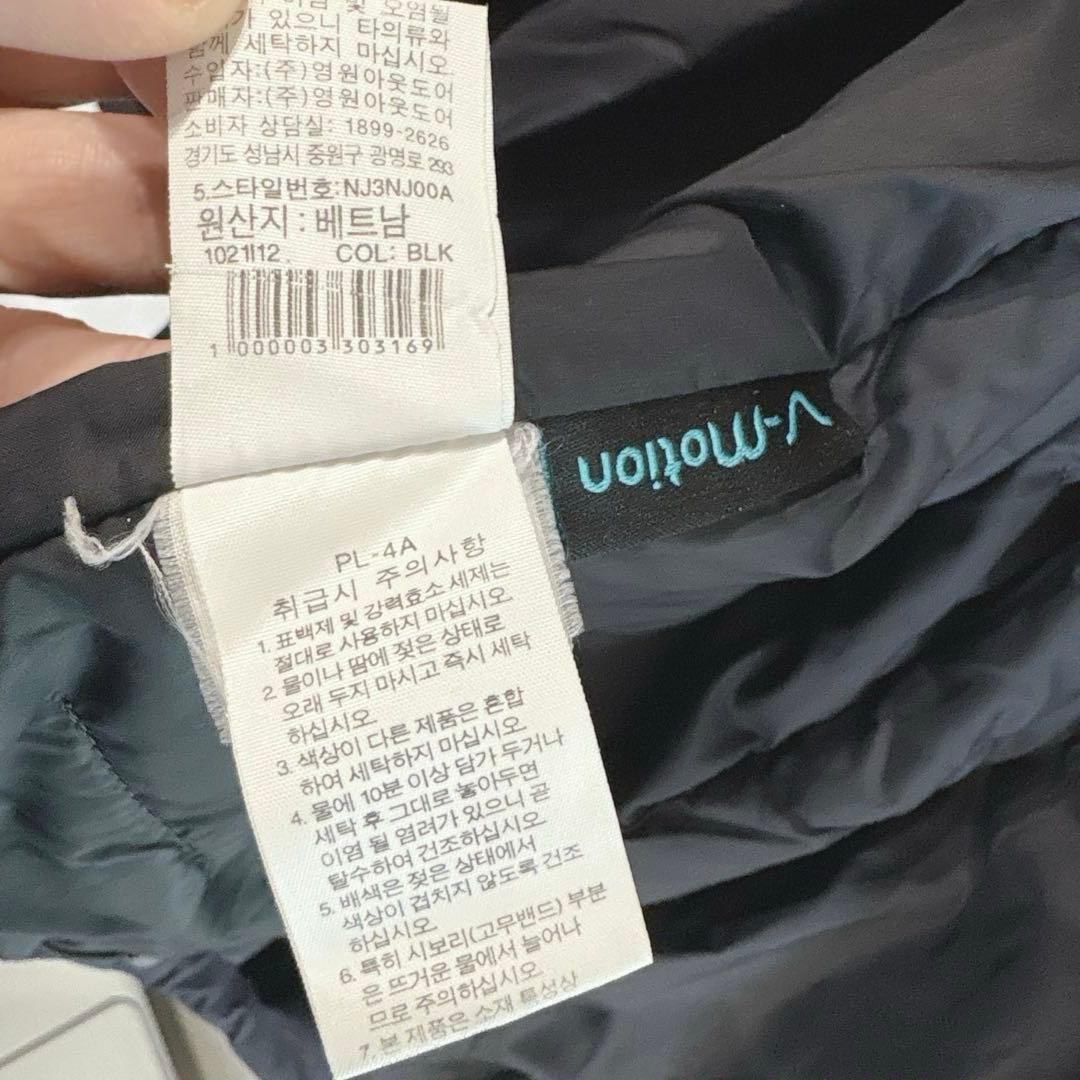 이염 및 오염될
가 있으니 타의류와
함께 세탁하지 마십시오.
수입자:(주)영원아웃도어
판매자:(주)영원아웃도어
소비자 상담실: 1899-2626
경기도 성남시 중원구 광명로 293
5.스타일번호:NJ3NJ00A
원산지 : 베트남
102112. COL: BLK
1 000003 303169
V-Motion
PL -4A
취급시 주의사항
1. 표백제 및 강력효소 세제는
절대로 사용하지 마십시오.
2. 물이나 땀에 젖은 상태로
오래 두지 마시고 즉시 세탁
하십시오.
3. 색상이 다른 제품은 혼합
하여 세탁하지 마십시오.
4. 물에 10분 이상 담가 두거나
세탁 후 그대로 놓아두면
이염 될 염려가 있으니 곧
탈수하여 건조하십시오.
5. 배색은 젖은 상태에서
색상이 겹치지 않도록 건조
하십시오.
6. 특히 시보리(고무밴드) 부분
은 뜨거운 물에서 늘어나
므로 주의하십시오.
7. 본 제품은 소재 특성상